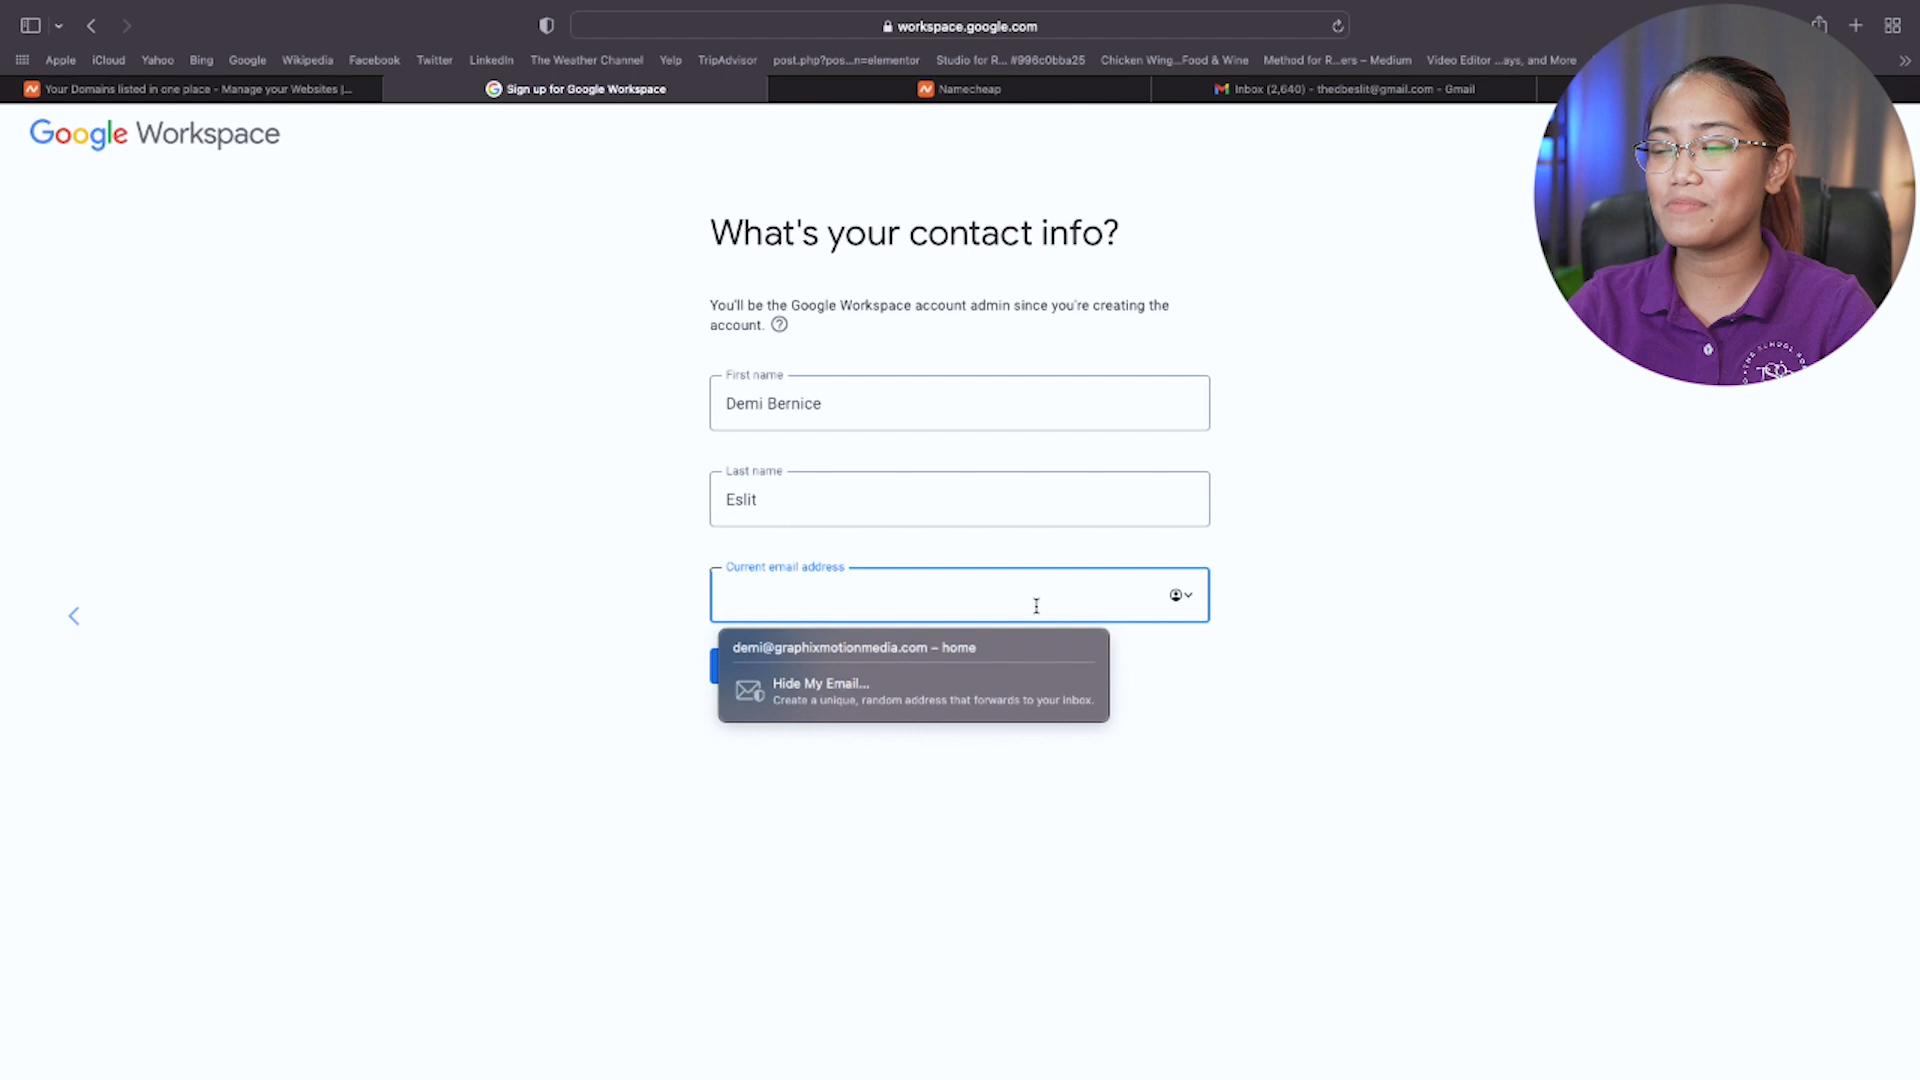 workspace.google.com
Apple iCloud Yahoo Bing Google Wikipedia Facebook Twitter LinkedIn The Weather Channel Yelp TripAdvisor post.php?pos...n=elementor Studio for R... #996c0bba25 Chicken Wing...Food & Wine Method for R...ers – Medium Video Editor ...ays, and More
Your Domains listed in one place - Manage your Websites |... Sign up for Google Workspace Namecheap Inbox (2,640) - thedbeslit@gmail.com - Gmail
Google Workspace
What's your contact info?
You'll be the Google Workspace account admin since you're creating the
account.
First name
Demi Bernice
Last name
Eslit
Current email address
demi@graphixmotionmedia.com – home
Hide My Email...
Create a unique, random address that forwards to your inbox.